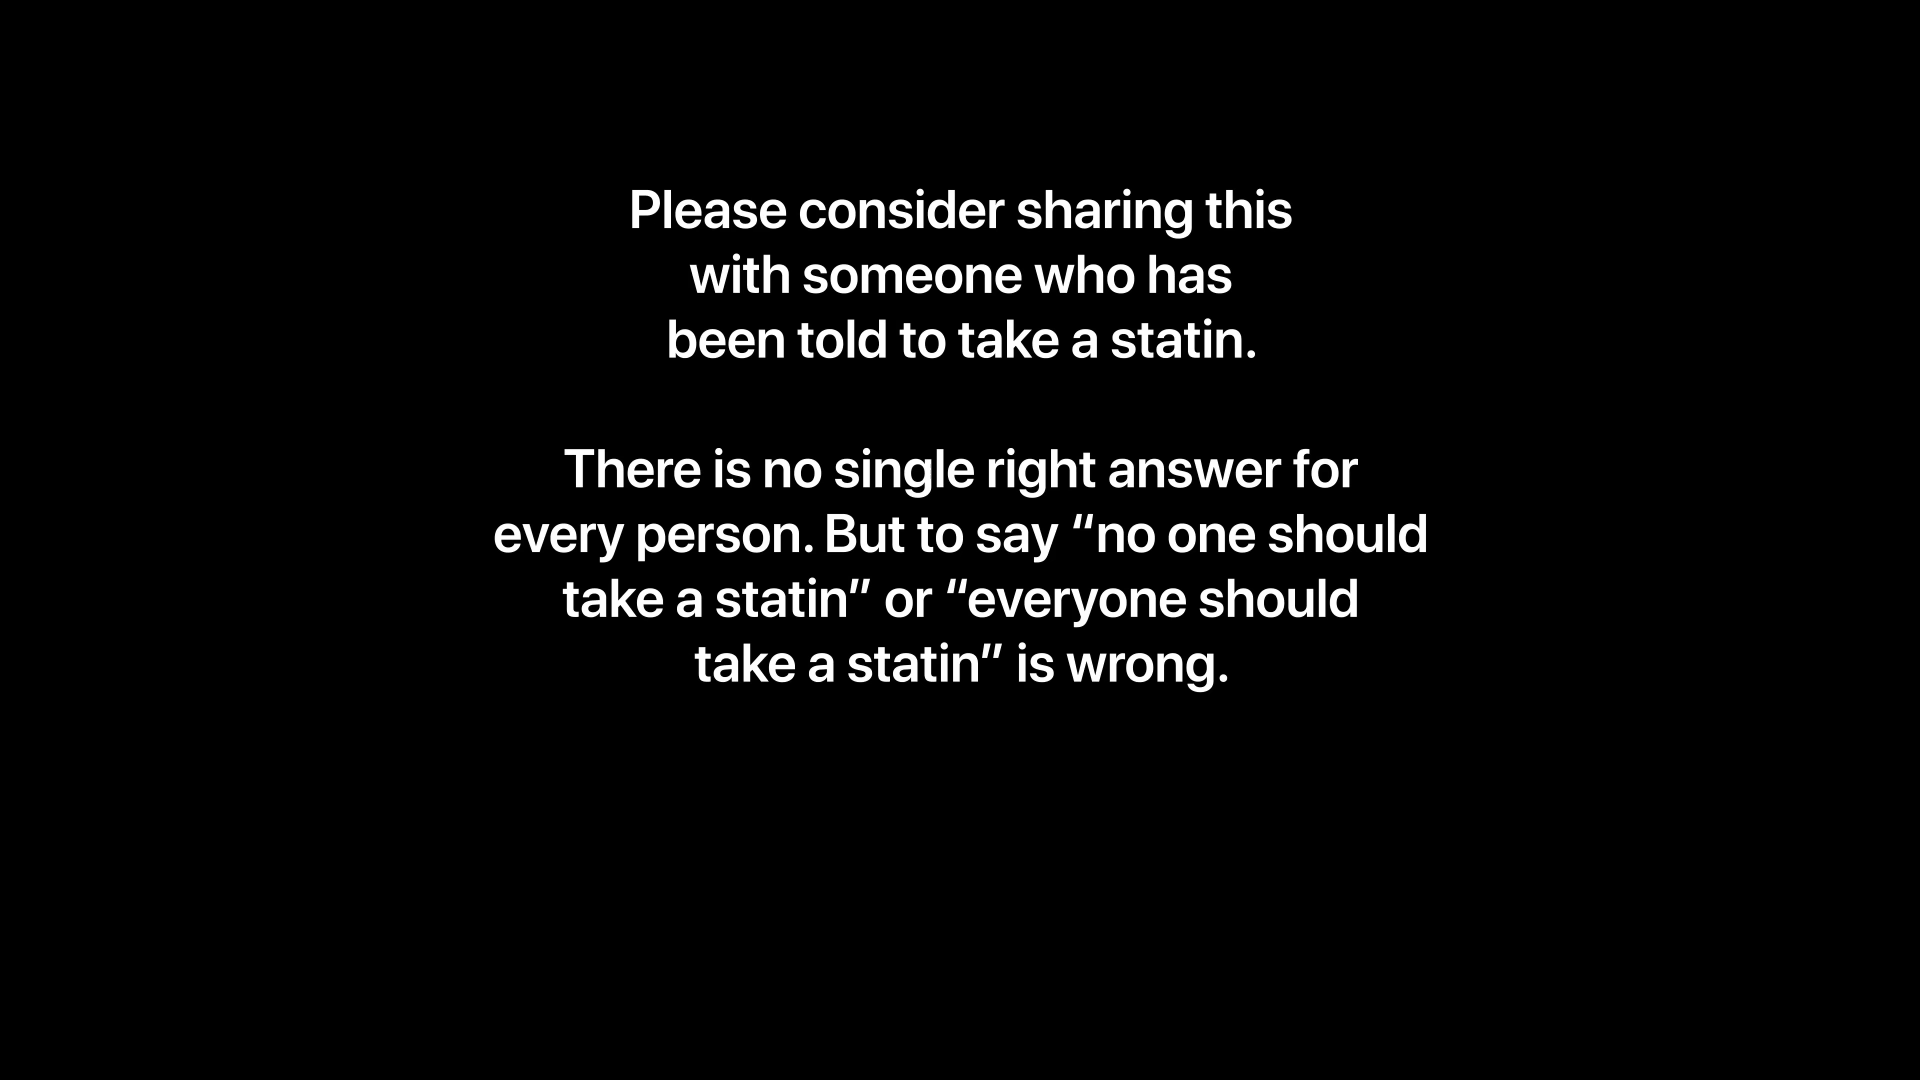 Please consider sharing this
with someone who has
been told to take a statin.
There is no single right answer for
every person. But to say “no one should
take a statin” or “everyone should
take a statin” is wrong.